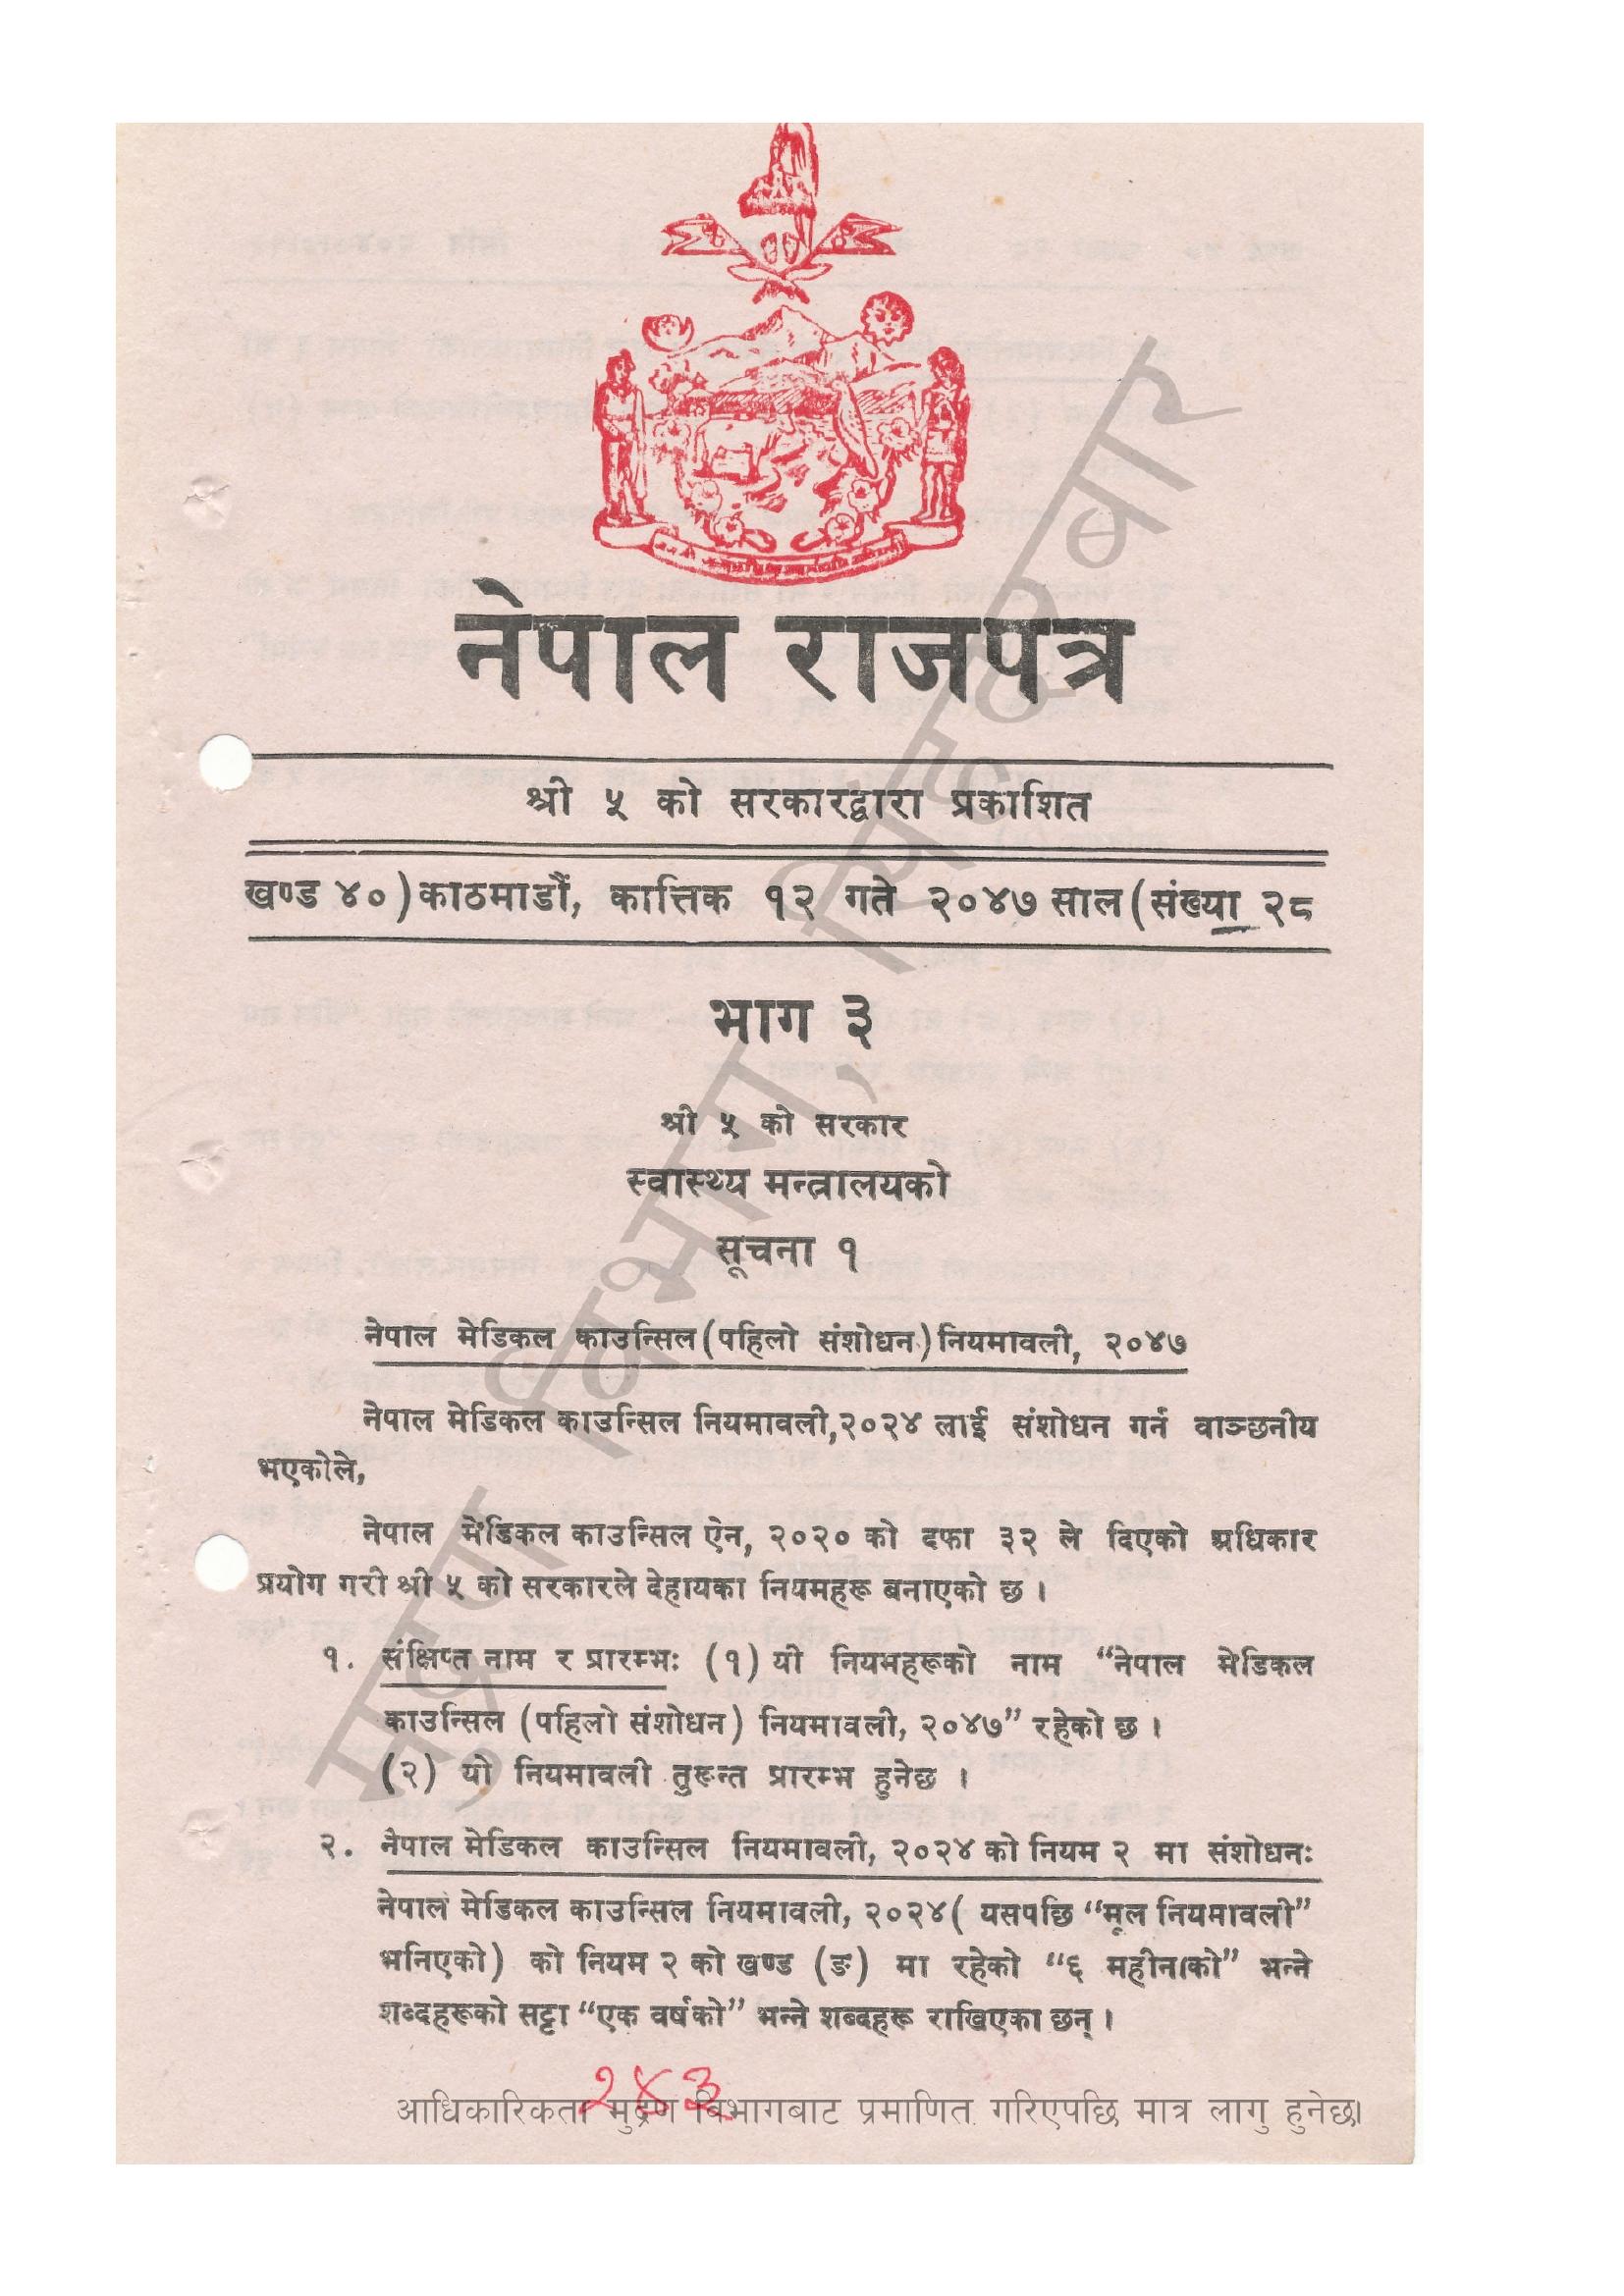 नेपाल राजपत्र
श्री ५ को सरकारद्वारा प्रकाशित
खण्ड ४०) काठमाडौं, कात्तिक १२ गते २०४७ साल (संख्या २८
भाग ३
श्री ५ को सरकार
स्वास्थ्य मन्त्रालयको
सूचना १
नेपाल मेडिकल काउन्सिल (पहिलो संशोधन) नियमावली, २०४७
नेपाल मेडिकल काउन्सिल नियमावली,२०२४ लाई संशोधन गर्न वाञ्छनीय
भएकोले,
नेपाल मेडिकल काउन्सिल ऐन, २०२० को दफा ३२ ले दिएको अधिकार
प्रयोग गरी श्री ५ को सरकारले देहायका नियमहरू बनाएको छ ।
१. संक्षिप्त नाम र प्रारम्भः (१) यी नियमहरूको नाम “नेपाल मेडिकल
काउन्सिल (पहिलो संशोधन) नियमावली, २०४७” रहेको छ ।
(२) यो नियमावली तुरून्त प्रारम्भ हुनेछ ।
२. नेपाल मेडिकल काउन्सिल नियमावली, २०२४ को नियम २ मा संशोधनः
नेपाल मेडिकल काउन्सिल नियमावली, २०२४( यसपछि “मूल नियमावली”
भनिएको) को नियम २ को खण्ड (ङ) मा रहेको “६ महीनाको” भन्ने
शब्दहरूको सट्टा “एक वर्षको” भन्ने शब्दहरू राखिएका छन् ।
२४३
आधिकारिकता मुद्रण विभागबाट प्रमाणित गरिएपछि मात्र लागु हुनेछ।
मुद्रण विभाग, सिंहदरबार